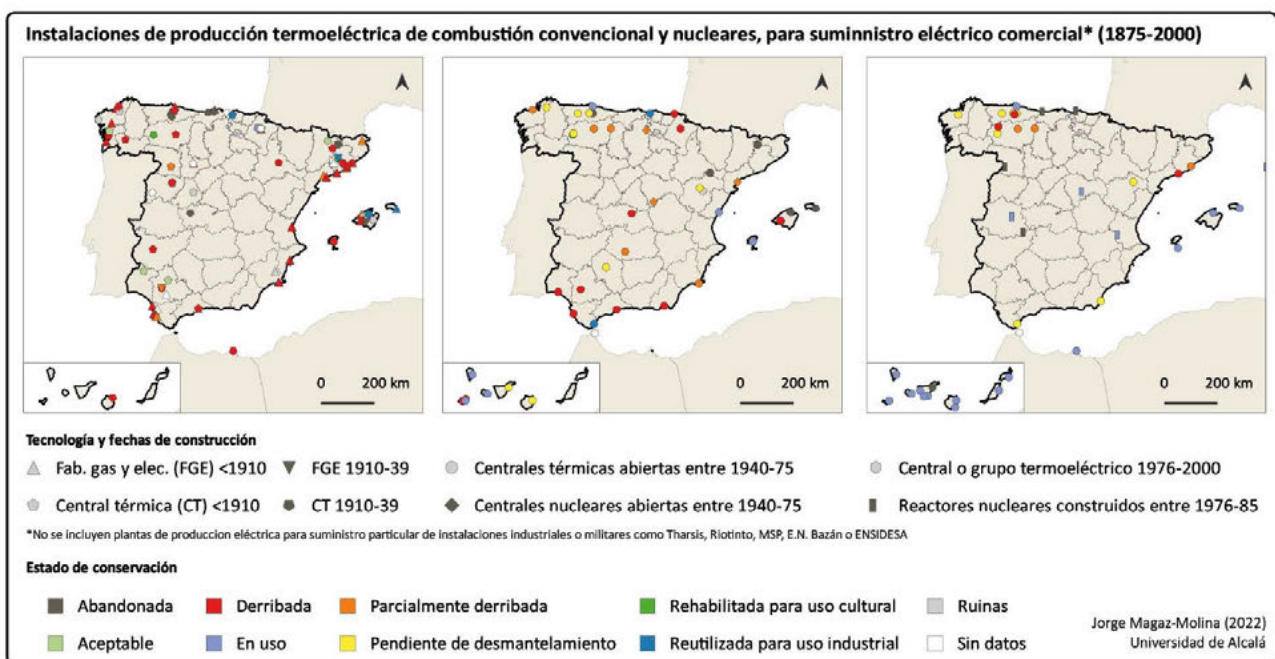 Instalaciones de producción termoeléctrica de combustión convencional y nucleares, para suminnistro eléctrico comercial* (1875-2000)
0 200 km
0 200 km
0 200 km
Tecnología y fechas de construcción
Fab. gas y elec. (FGE) <1910
FGE 1910-39
Centrales térmicas abiertas entre 1940-75
Central o grupo termoeléctrico 1976-2000
Central térmica (CT) <1910
CT 1910-39
Centrales nucleares abiertas entre 1940-75
Reactores nucleares construidos entre 1976-85
*No se incluyen plantas de produccion eléctrica para suministro particular de instalaciones industriales o militares como Tharsis, Riotinto, MSP, E.N. Bazán o ENSIDESA
Estado de conservación
Abandonada
Derribada
Parcialmente derribada
Rehabilitada para uso cultural
Ruinas
Aceptable
En uso
Pendiente de desmantelamiento
Reutilizada para uso industrial
Sin datos
Jorge Magaz-Molina (2022)
Universidad de Alcalá